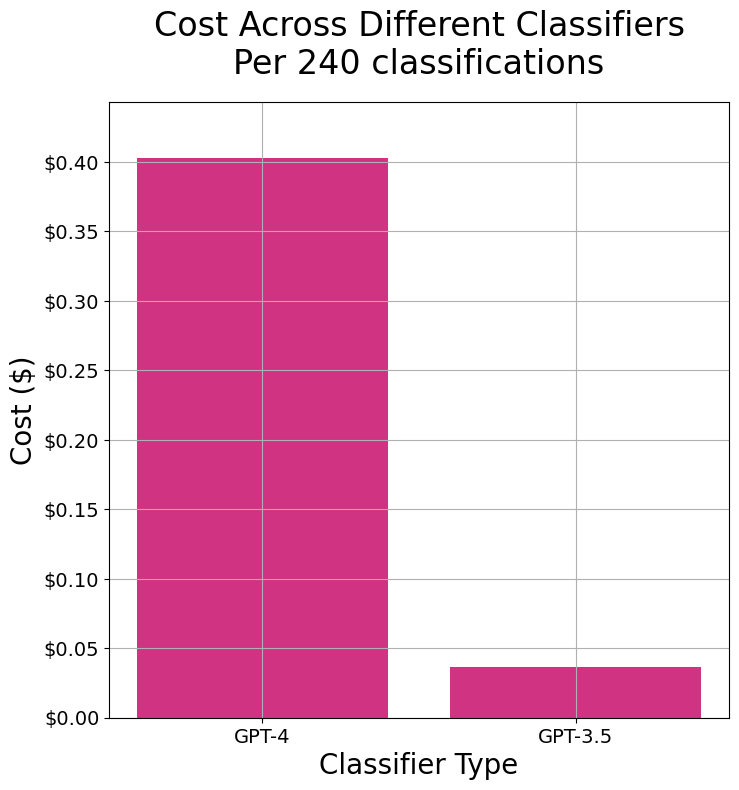 Cost Across Different Classifiers
Per 240 classifications
Cost ($)
$0.40
$0.35
$0.30
$0.25
$0.20
$0.15
$0.10
$0.05
$0.00
GPT-4
GPT-3.5
Classifier Type